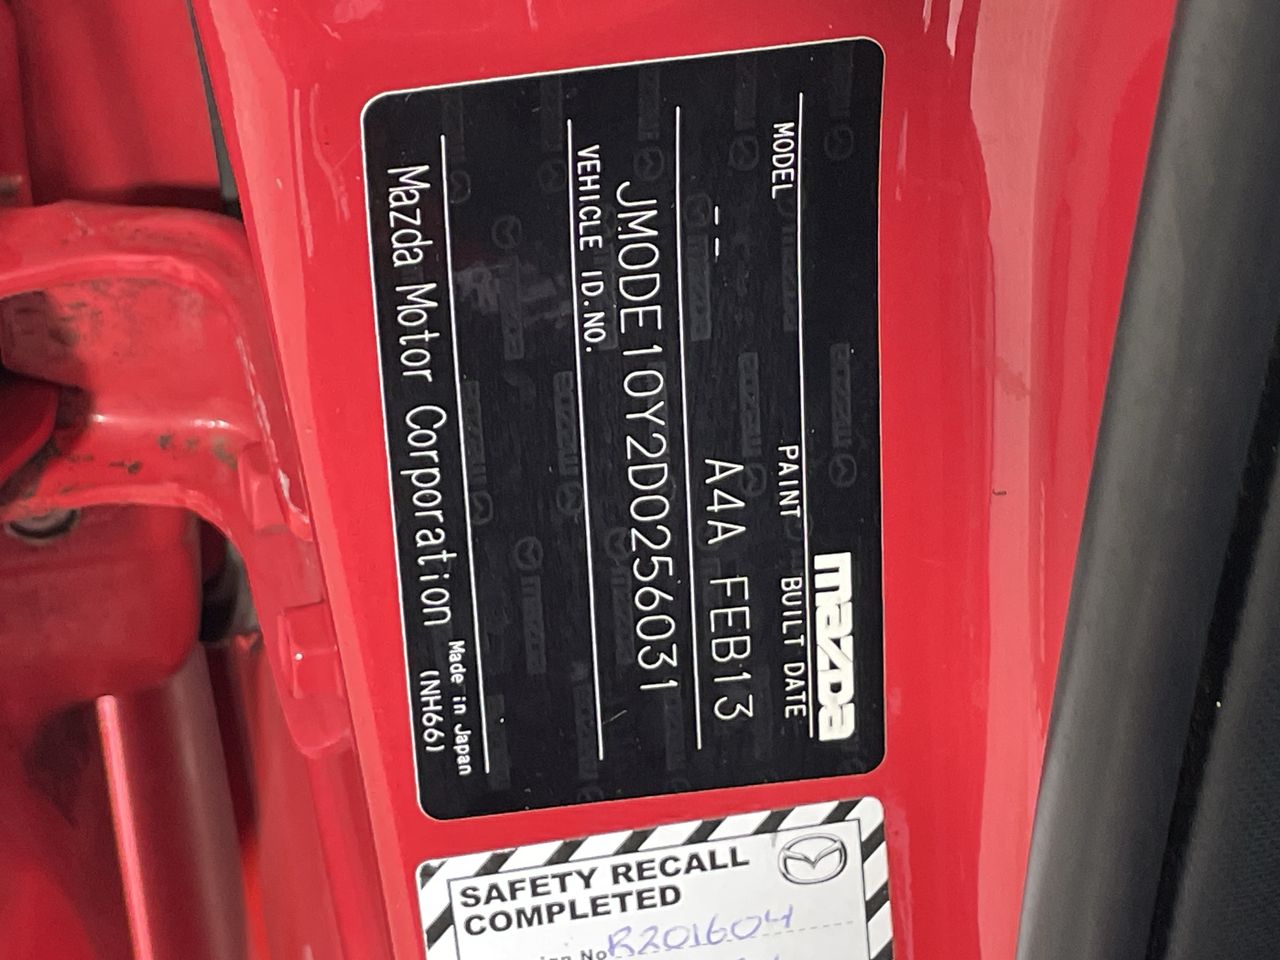 mazda
MODEL PAINT BUILT DATE
-- A4A FEB13
JM0DE10Y2D0256031
VEHICLE ID.NO.
Made in Japan
Mazda Motor Corporation (NH66)
SAFETY RECALL
COMPLETED
No R201604